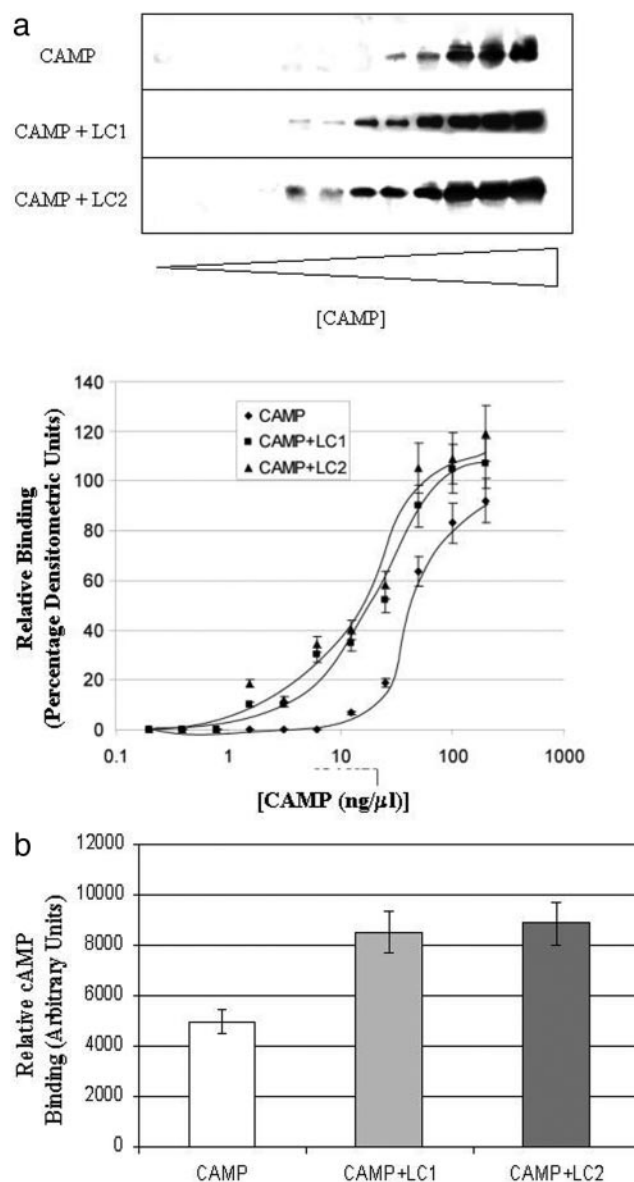 a
CAMP
CAMP + LC1
CAMP + LC2
[CAMP]
Relative Binding
(Percentage Densitometric Units)
140
120
100
80
60
40
20
0
CAMP
CAMP+LC1
CAMP+LC2
0.1 1 10 100 1000
[CAMP (ng/µl)]
b
Relative cAMP
Binding (Arbitrary Units)
12000
10000
8000
6000
4000
2000
0
CAMP CAMP+LC1 CAMP+LC2